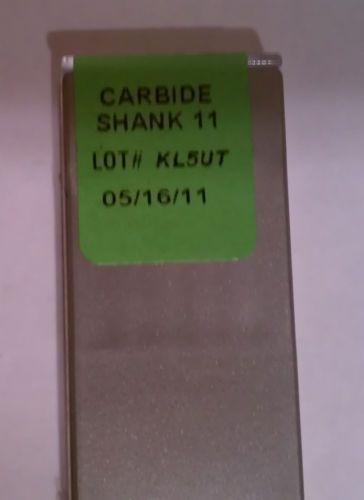 CARBIDE
SHANK 11
LOT# KL5UT
05/16/11